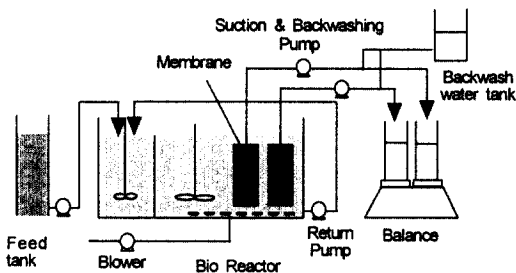 Suction & Backwashing
Pump
Membrane
Backwash
water tank
Feed
tank
Blower
Bio Reactor
Return
Pump
Balance